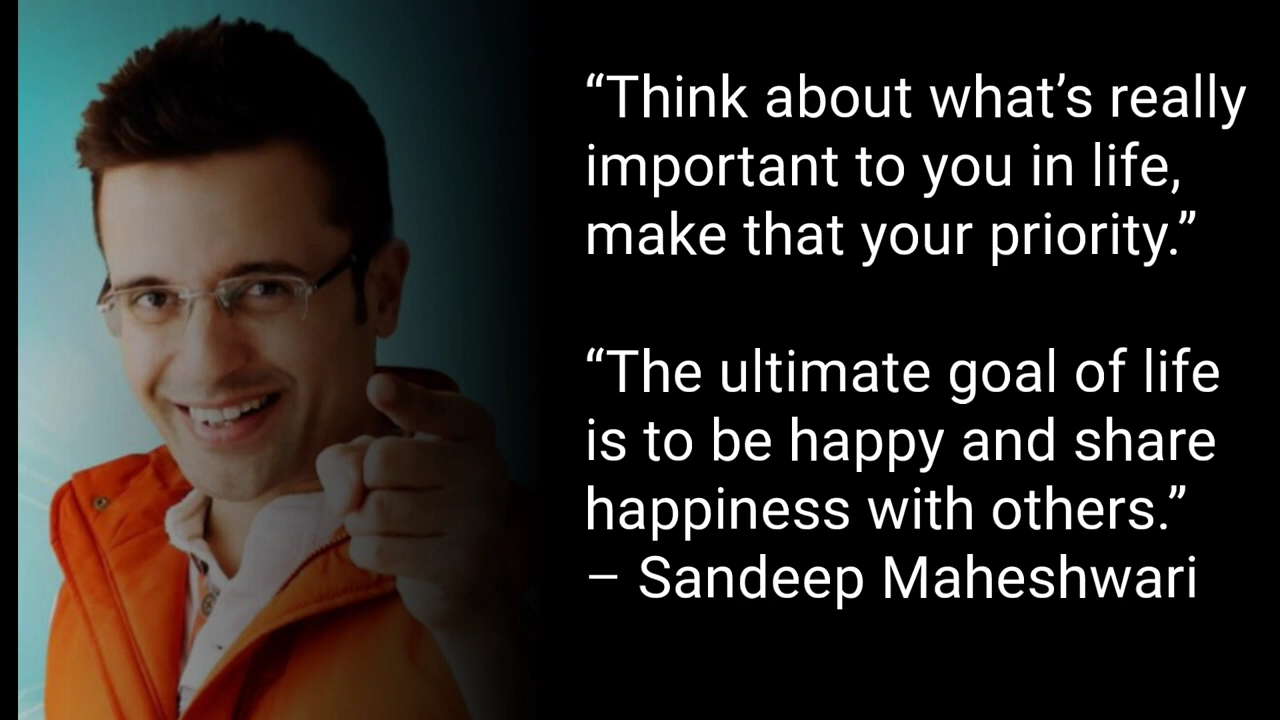 “Think about what’s really
important to you in life,
make that your priority.”
“The ultimate goal of life
is to be happy and share
happiness with others.”
– Sandeep Maheshwari